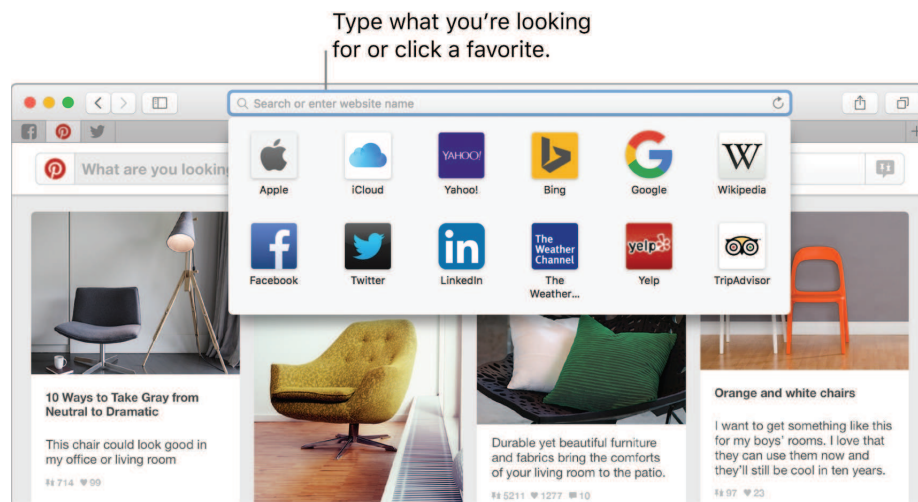 Type what you're looking
for or click a favorite.
Search or enter website name
What are you lookin
YAHOO!
Apple
iCloud
Yahoo!
Bing
Google
Wikipedia
The
Weather
Channel
yelp
Facebook
Twitter
LinkedIn
The
Weather...
Yelp
TripAdvisor
10 Ways to Take Gray from
Neutral to Dramatic
This chair could look good in
my office or living room
714 99
Durable yet beautiful furniture
and fabrics bring the comforts
of your living room to the patio.
5211 1277 10
Orange and white chairs
I want to get something like this
for my boys' rooms. I love that
they can use them now and
they'll still be cool in ten years.
97 23